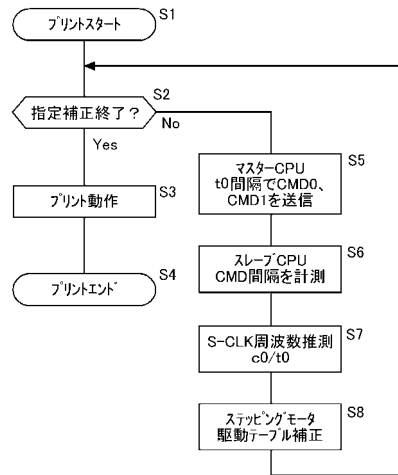 プリントスタート
S1
指定補正終了？
S2
No
Yes
プリント動作
S3
プリントエンド
S4
マスターCPU
t0間隔でCMD0、
CMD1を送信
S5
スレーブCPU
CMD間隔を計測
S6
S-CLK周波数推測
c0/t0
S7
ステッピングモータ
駆動テーブル補正
S8